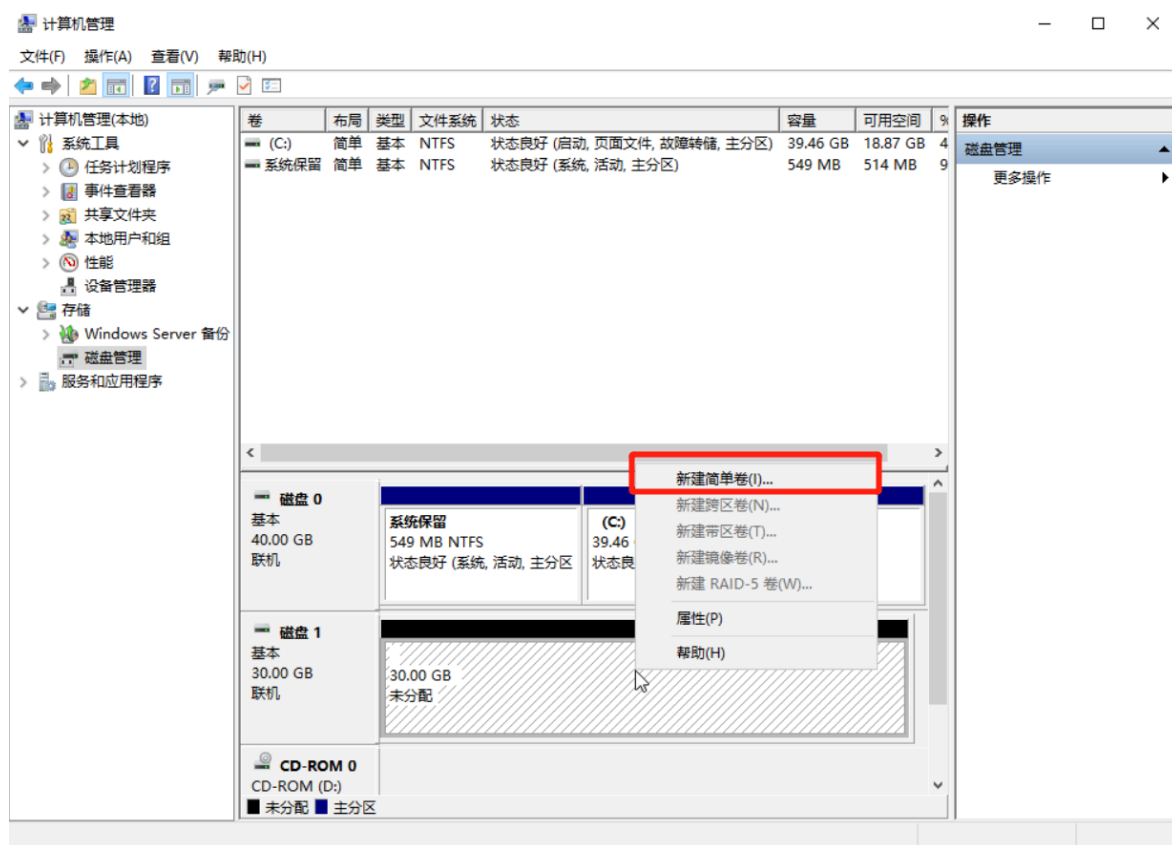 计算机管理
文件(F) 操作(A) 查看(V) 帮助(H)
计算机管理(本地)
系统工具
任务计划程序
事件查看器
共享文件夹
本地用户和组
性能
设备管理器
存储
Windows Server 备份
磁盘管理
服务和应用程序
卷 布局 类型 文件系统 状态 容量 可用空间 %
(C:) 简单 基本 NTFS 状态良好 (启动, 页面文件, 故障转储, 主分区) 39.46 GB 18.87 GB 4
系统保留 简单 基本 NTFS 状态良好 (系统, 活动, 主分区) 549 MB 514 MB 9
操作
磁盘管理
更多操作
磁盘 0
基本
40.00 GB
联机
系统保留
549 MB NTFS
状态良好 (系统, 活动, 主分区
(C:)
39.46
状态良
新建简单卷(I)...
新建跨区卷(N)...
新建带区卷(T)...
新建镜像卷(R)...
新建 RAID-5 卷(W)...
属性(P)
帮助(H)
磁盘 1
基本
30.00 GB
联机
30.00 GB
未分配
CD-ROM 0
CD-ROM (D:)
未分配 主分区